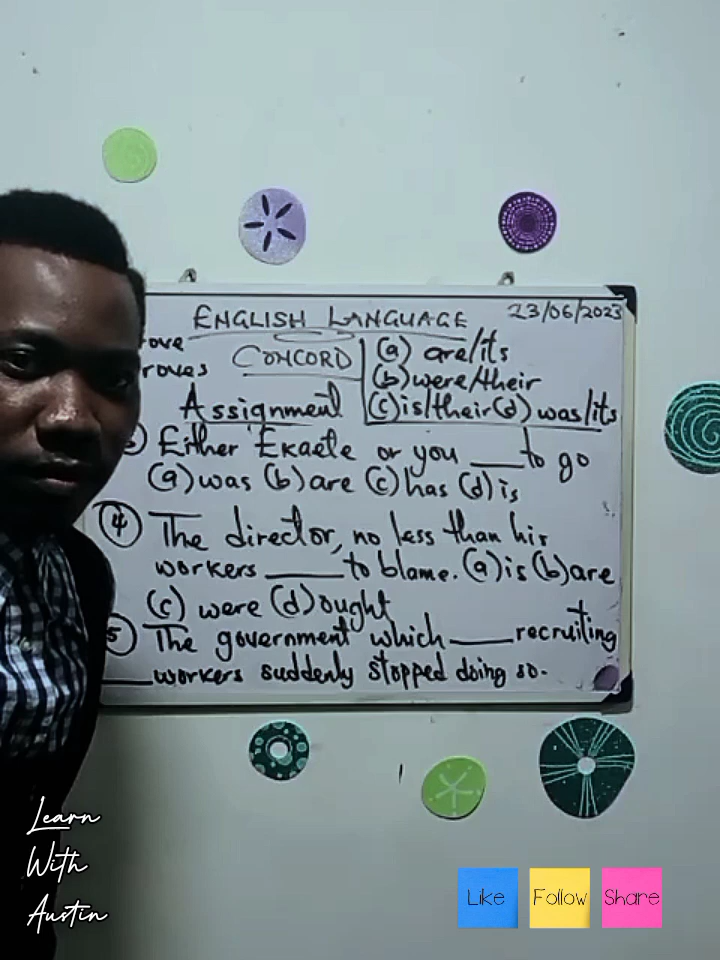 ENGLISH LANGUAGE 23/06/2023
ove CONCORD (a) are/its
roves (b) were/their
Assignment (c) is/their (d) was/its
Either Ekaete or you ___ to go
(a) was (b) are (c) has (d) is
4 The director, no less than his
workers ___ to blame. (a) is (b) are
(c) were (d) ought
5 The government which ___ recruiting
___ workers suddenly stopped doing so.
Learn
With
Austin
Like Follow Share